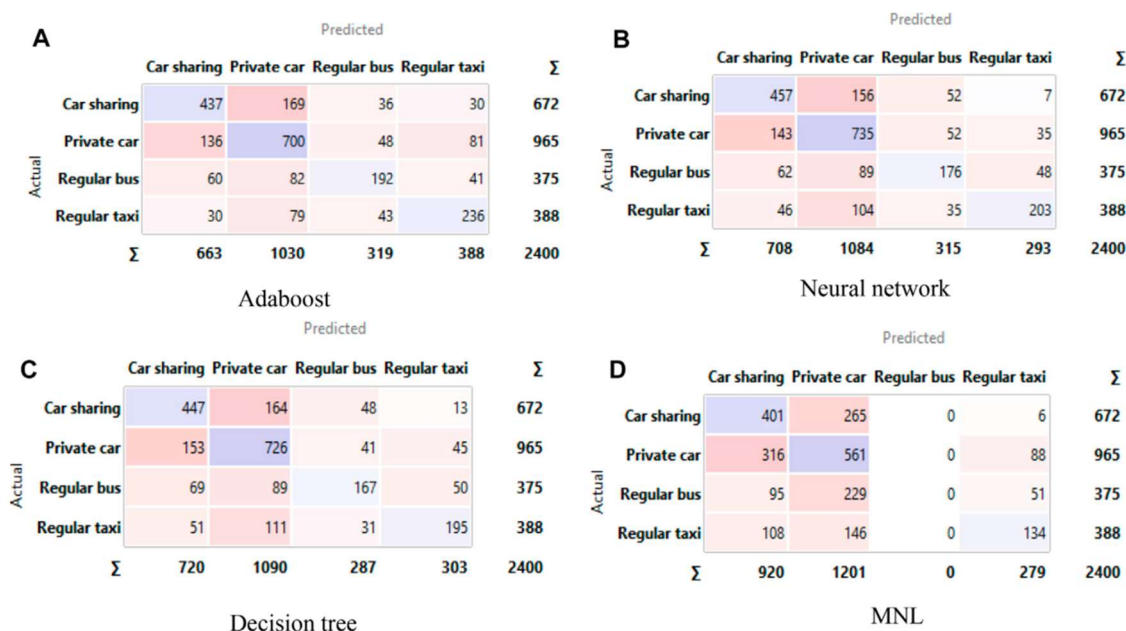 A
Predicted
Car sharing Private car Regular bus Regular taxi Σ
Car sharing 437 169 36 30 672
Private car 136 700 48 81 965
Regular bus 60 82 192 41 375
Regular taxi 30 79 43 236 388
Σ 663 1030 319 388 2400
Actual
Adaboost
B
Predicted
Car sharing Private car Regular bus Regular taxi Σ
Car sharing 457 156 52 7 672
Private car 143 735 52 35 965
Regular bus 62 89 176 48 375
Regular taxi 46 104 35 203 388
Σ 708 1084 315 293 2400
Actual
Neural network
C
Predicted
Car sharing Private car Regular bus Regular taxi Σ
Car sharing 447 164 48 13 672
Private car 153 726 41 45 965
Regular bus 69 89 167 50 375
Regular taxi 51 111 31 195 388
Σ 720 1090 287 303 2400
Actual
Decision tree
D
Predicted
Car sharing Private car Regular bus Regular taxi Σ
Car sharing 401 265 0 6 672
Private car 316 561 0 88 965
Regular bus 95 229 0 51 375
Regular taxi 108 146 0 134 388
Σ 920 1201 0 279 2400
Actual
MNL